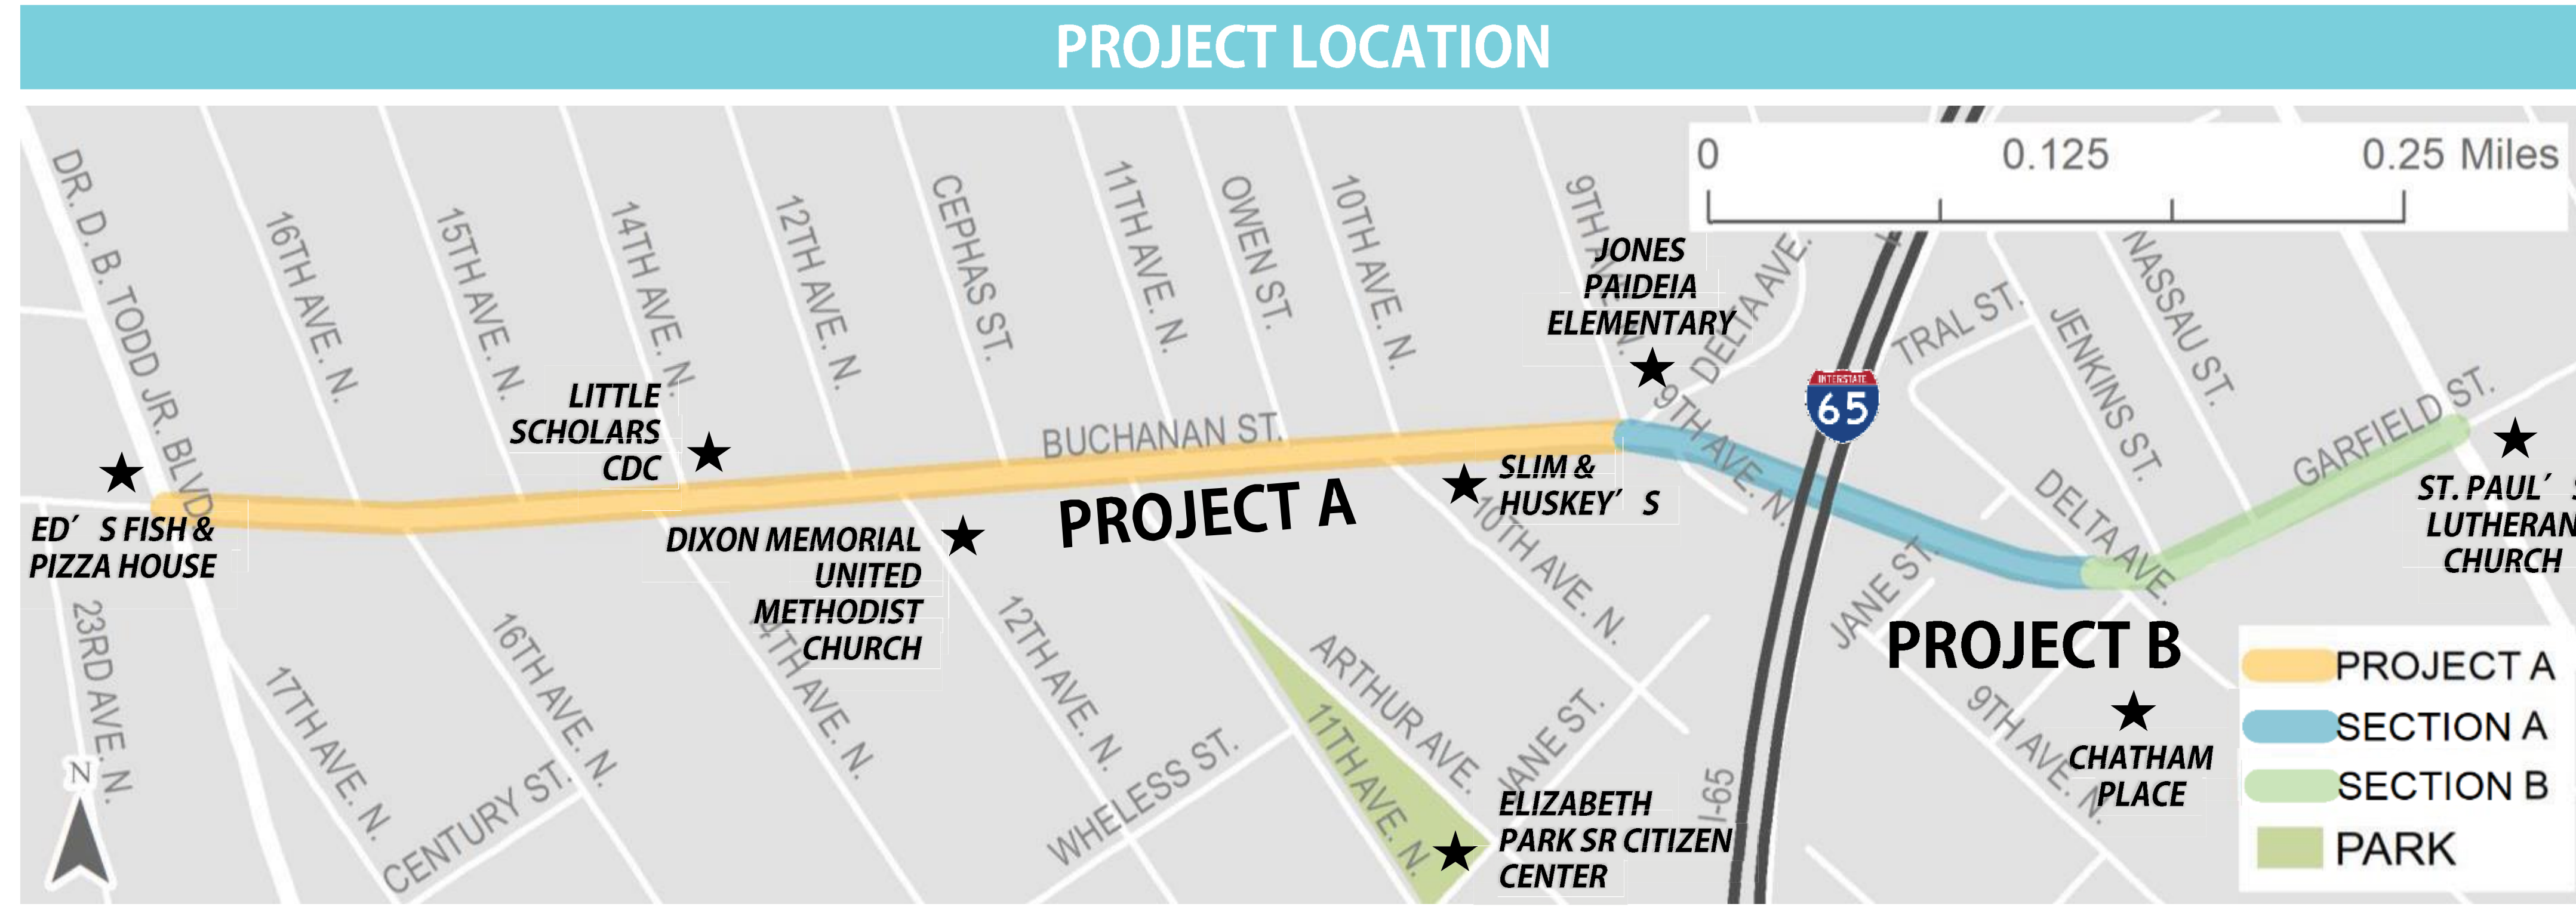 PROJECT LOCATION
0 0.125 0.25 Miles
DR. D. B. TODD JR. BLVD.
16TH AVE. N.
15TH AVE. N.
14TH AVE. N.
12TH AVE. N.
CEPHAS ST.
11TH AVE. N.
OWEN ST.
10TH AVE. N.
9TH AVE. N.
JONES
PAIDEIA
ELEMENTARY
DELTA AVE.
TRAL ST.
JENKINS ST.
NASSAU ST.
GARFIELD ST.
INTERSTATE
65
LITTLE
SCHOLARS
CDC
BUCHANAN ST.
9TH AVE. N.
SLIM &
HUSKEY' S
PROJECT A
ED' S FISH &
PIZZA HOUSE
DIXON MEMORIAL
UNITED
METHODIST
CHURCH
10TH AVE. N.
DELTA AVE.
ST. PAUL' S
LUTHERAN
CHURCH
JANE ST.
PROJECT B
23RD AVE. N.
17TH AVE. N.
16TH AVE. N.
CENTURY ST.
14TH AVE. N.
12TH AVE. N.
WHELESS ST.
ARTHUR AVE.
11TH AVE. N.
JANE ST.
I-65
9TH AVE. N.
CHATHAM
PLACE
ELIZABETH
PARK SR CITIZEN
CENTER
N
PROJECT A
SECTION A
SECTION B
PARK